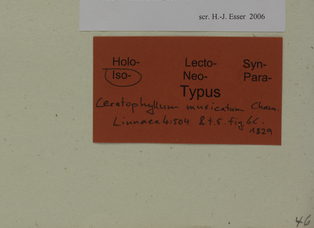 scr. H.-J. Esser 2006
Holo- Lecto- Syn-
Iso- Neo- Para-
Typus
Ceratophyllum muricatum Cham.
Linnaea 4: 504. & t. 5. fig 6c.
1829
46